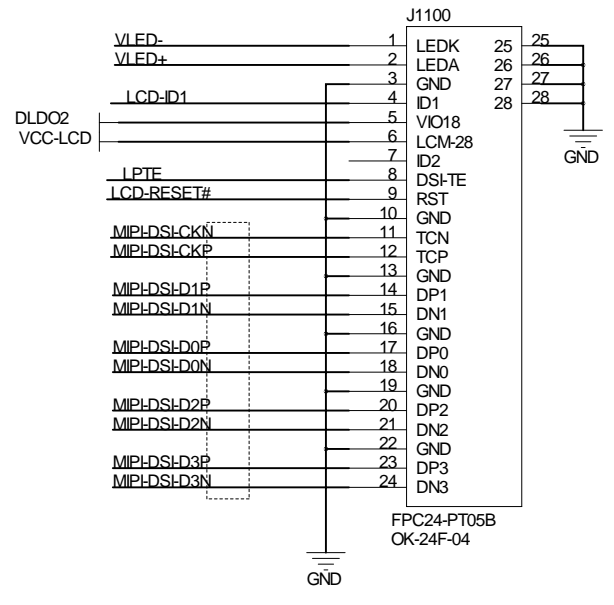 J1100
VLED- 1 LEDK 25 25
VLED+ 2 LEDA 26 26
3 GND 27 27
LCD-ID1 4 ID1 28 28
DLDO2 5 VIO18
VCC-LCD 6 LCM-28
7 ID2
GND
LPTE 8 DSI-TE
LCD-RESET# 9 RST
10 GND
MIPI-DSI-CKN 11 TCN
MIPI-DSI-CKP 12 TCP
13 GND
MIPI-DSI-D1P 14 DP1
MIPI-DSI-D1N 15 DN1
16 GND
MIPI-DSI-D0P 17 DP0
MIPI-DSI-D0N 18 DN0
19 GND
MIPI-DSI-D2P 20 DP2
MIPI-DSI-D2N 21 DN2
22 GND
MIPI-DSI-D3P 23 DP3
MIPI-DSI-D3N 24 DN3
FPC24-PT05B
OK-24F-04
GND